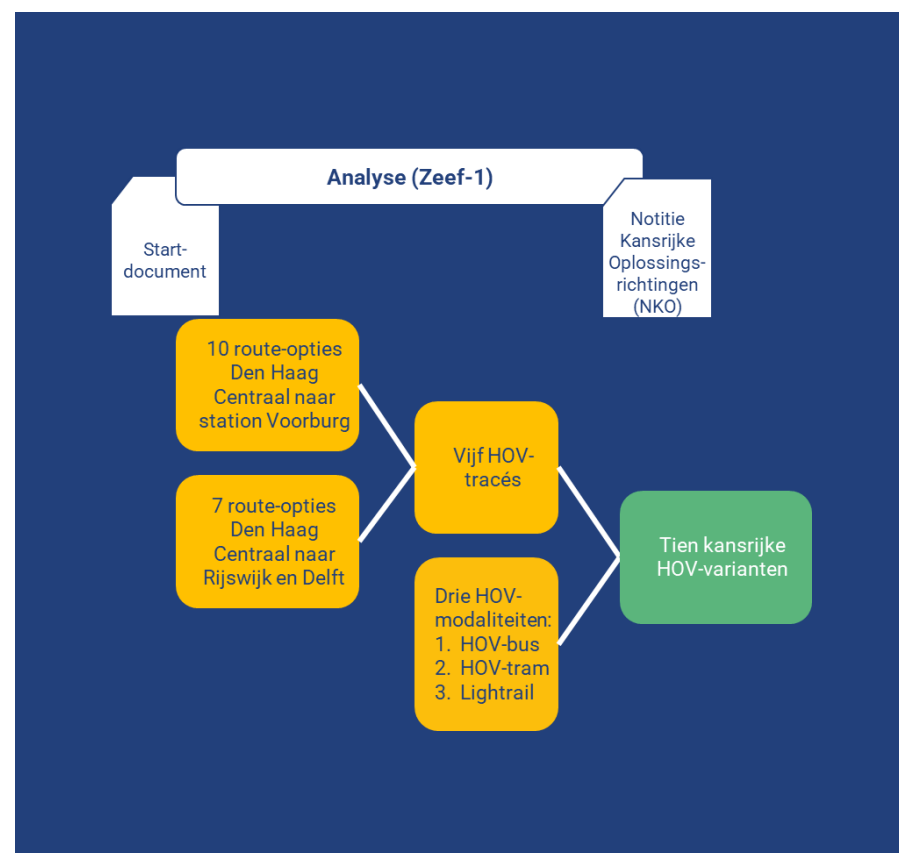 Analyse (Zeef-1)
Start-
document
Notitie
Kansrijke
Oplossings-
richtingen
(NKO)
10 route-opties
Den Haag
Centraal naar
station Voorburg
7 route-opties
Den Haag
Centraal naar
Rijswijk en Delft
Vijf HOV-
tracés
Drie HOV-
modaliteiten:
1. HOV-bus
2. HOV-tram
3. Lightrail
Tien kansrijke
HOV-varianten